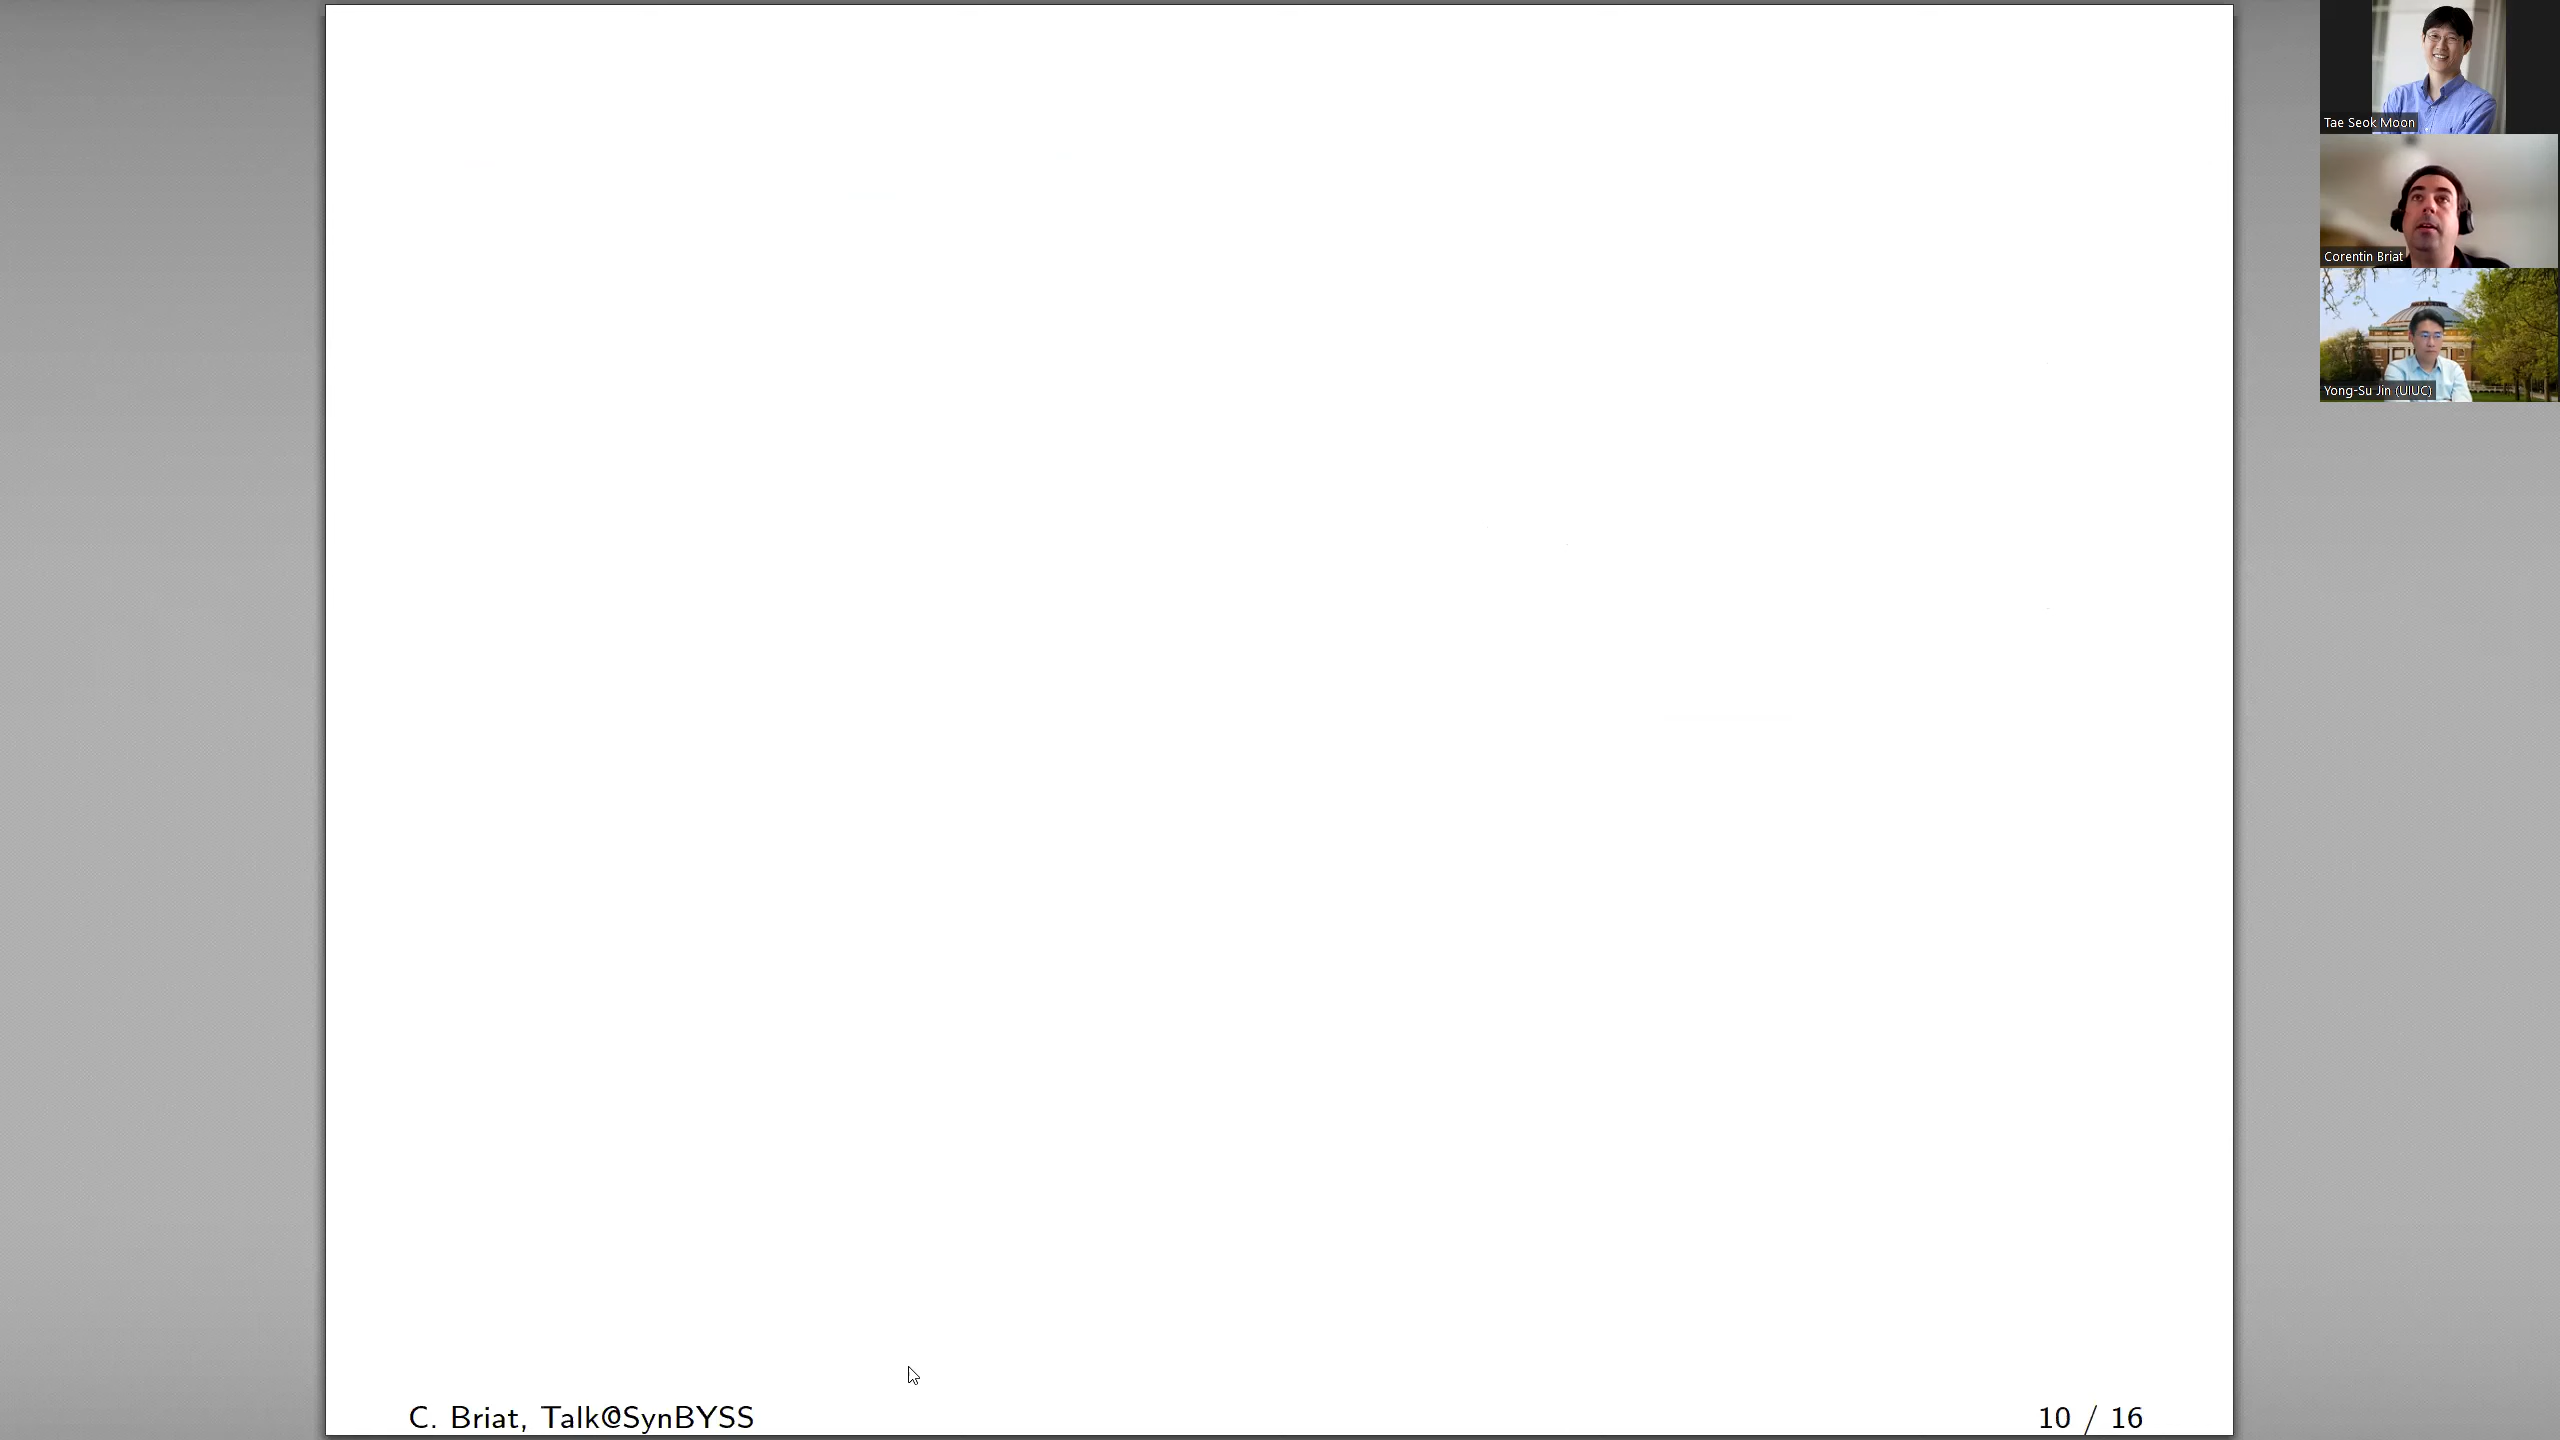 Tae Seok Moon
Corentin Briat
Yong-Su Jin (UIUC)
C. Briat, Talk@SynBYSS
10 / 16